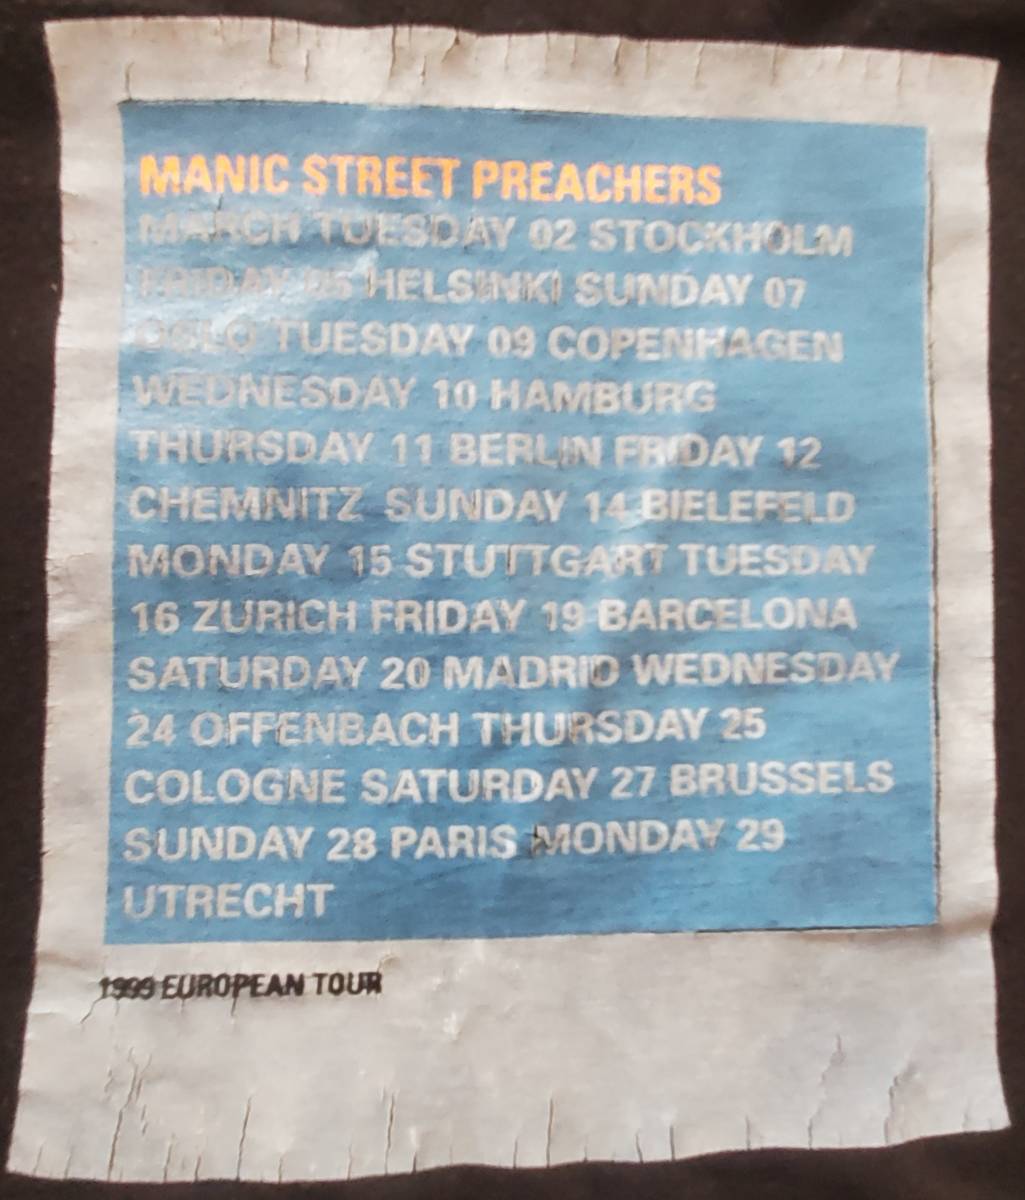 MANIC STREET PREACHERS
MARCH TUESDAY 02 STOCKHOLM
FRIDAY 05 HELSINKI SUNDAY 07
OSLO TUESDAY 09 COPENHAGEN
WEDNESDAY 10 HAMBURG
THURSDAY 11 BERLIN FRIDAY 12
CHEMNITZ SUNDAY 14 BIELEFELD
MONDAY 15 STUTTGART TUESDAY
16 ZURICH FRIDAY 19 BARCELONA
SATURDAY 20 MADRID WEDNESDAY
24 OFFENBACH THURSDAY 25
COLOGNE SATURDAY 27 BRUSSELS
SUNDAY 28 PARIS MONDAY 29
UTRECHT
1999 EUROPEAN TOUR